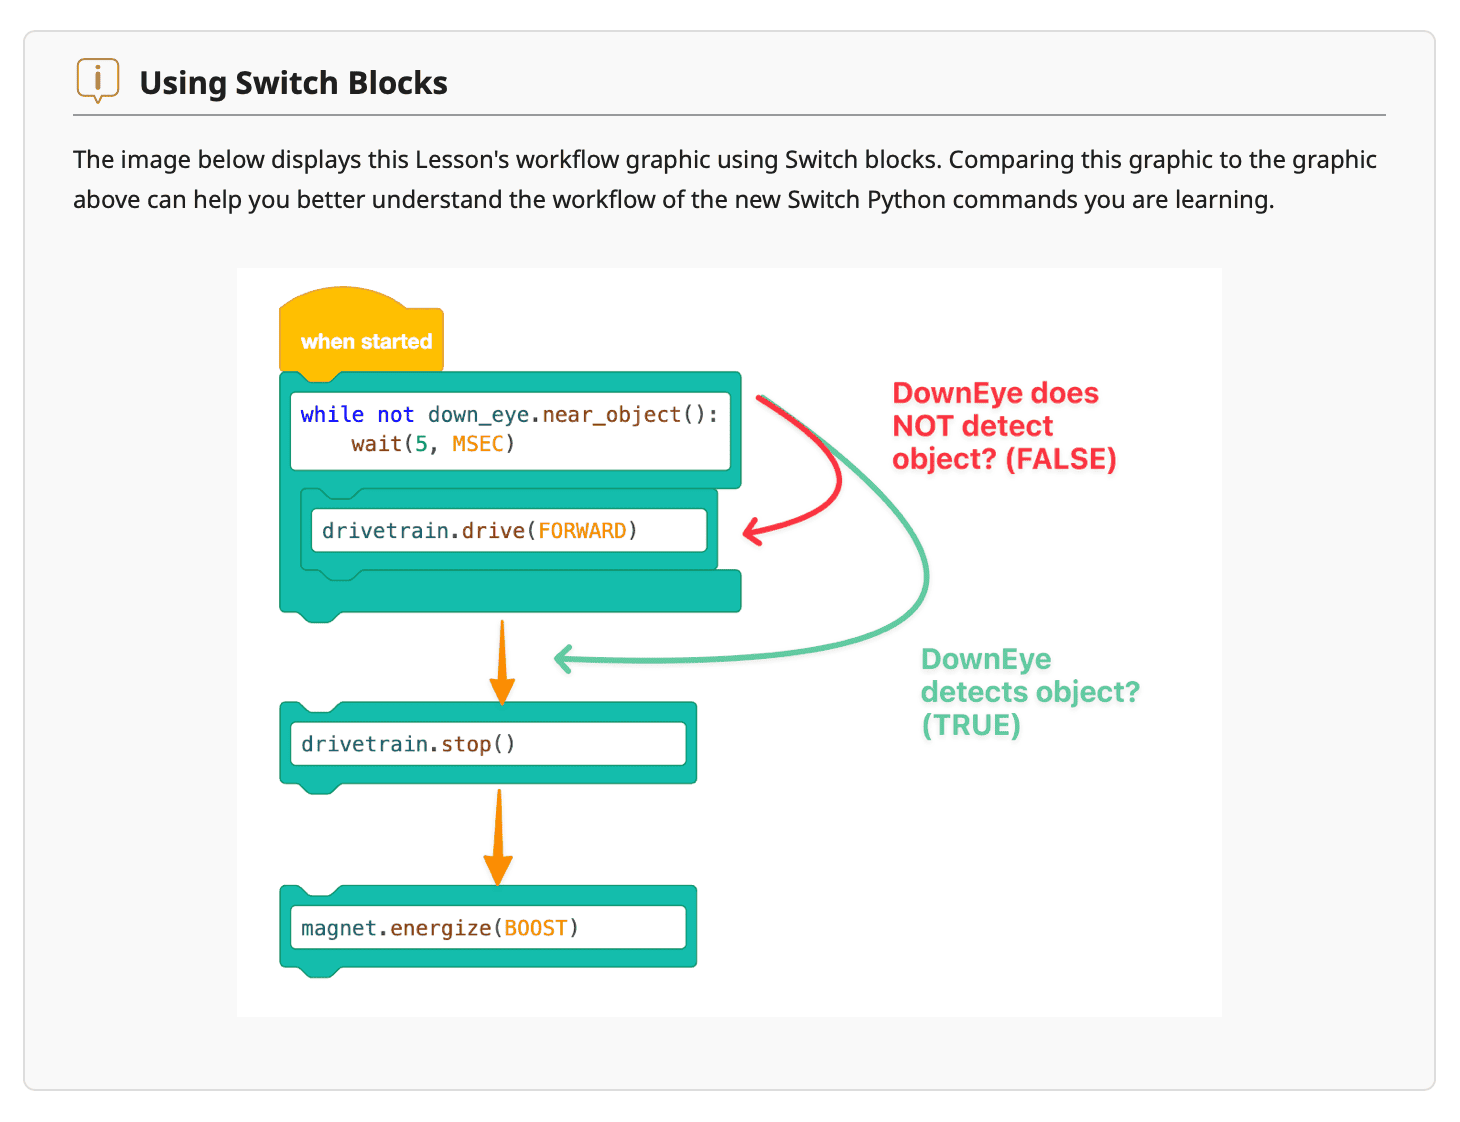 Using Switch Blocks
The image below displays this Lesson's workflow graphic using Switch blocks. Comparing this graphic to the graphic
above can help you better understand the workflow of the new Switch Python commands you are learning.
when started
while not down_eye.near_object():
    wait(5, MSEC)
drivetrain.drive(FORWARD)
DownEye does
NOT detect
object? (FALSE)
DownEye
detects object?
(TRUE)
drivetrain.stop()
magnet.energize(BOOST)